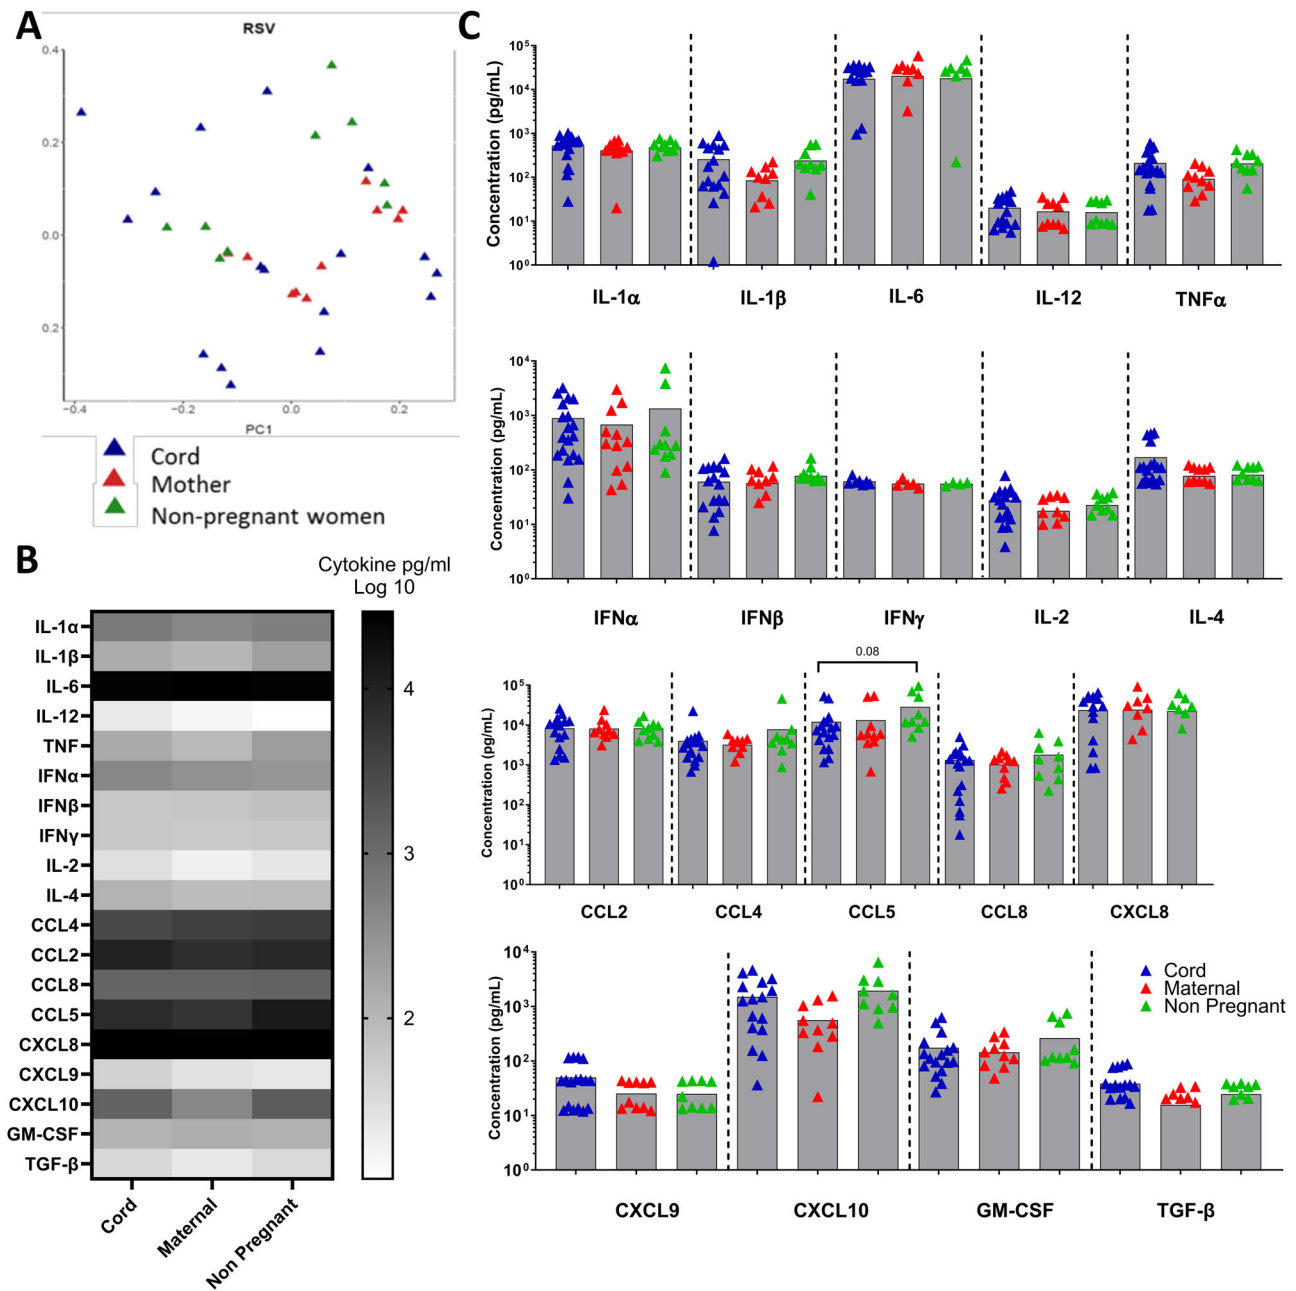 A
RSV
0.4
0.2
0.0
0.2
−0.4
−0.2
0.0
0.2
PC1
Cord
Mother
Non-pregnant women
B
Cytokine pg/ml
Log 10
IL-1α
IL-1β
IL-6
IL-12
TNF
IFNα
IFNβ
IFNγ
IL-2
IL-4
CCL4
CCL2
CCL8
CCL5
CXCL8
CXCL9
CXCL10
GM-CSF
TGF-β
4
3
2
Cord
Maternal
Non Pregnant
C
Concentration (pg/mL)
10⁵
10⁴
10³
10²
10¹
10⁰
IL-1α
IL-1β
IL-6
IL-12
TNFα
Concentration (pg/mL)
10⁴
10³
10²
10¹
10⁰
IFNα
IFNβ
IFNγ
IL-2
IL-4
0.08
Concentration (pg/mL)
10⁵
10⁴
10³
10²
10¹
10⁰
CCL2
CCL4
CCL5
CCL8
CXCL8
Concentration (pg/mL)
10⁴
10³
10²
10¹
10⁰
Cord
Maternal
Non Pregnant
CXCL9
CXCL10
GM-CSF
TGF-β